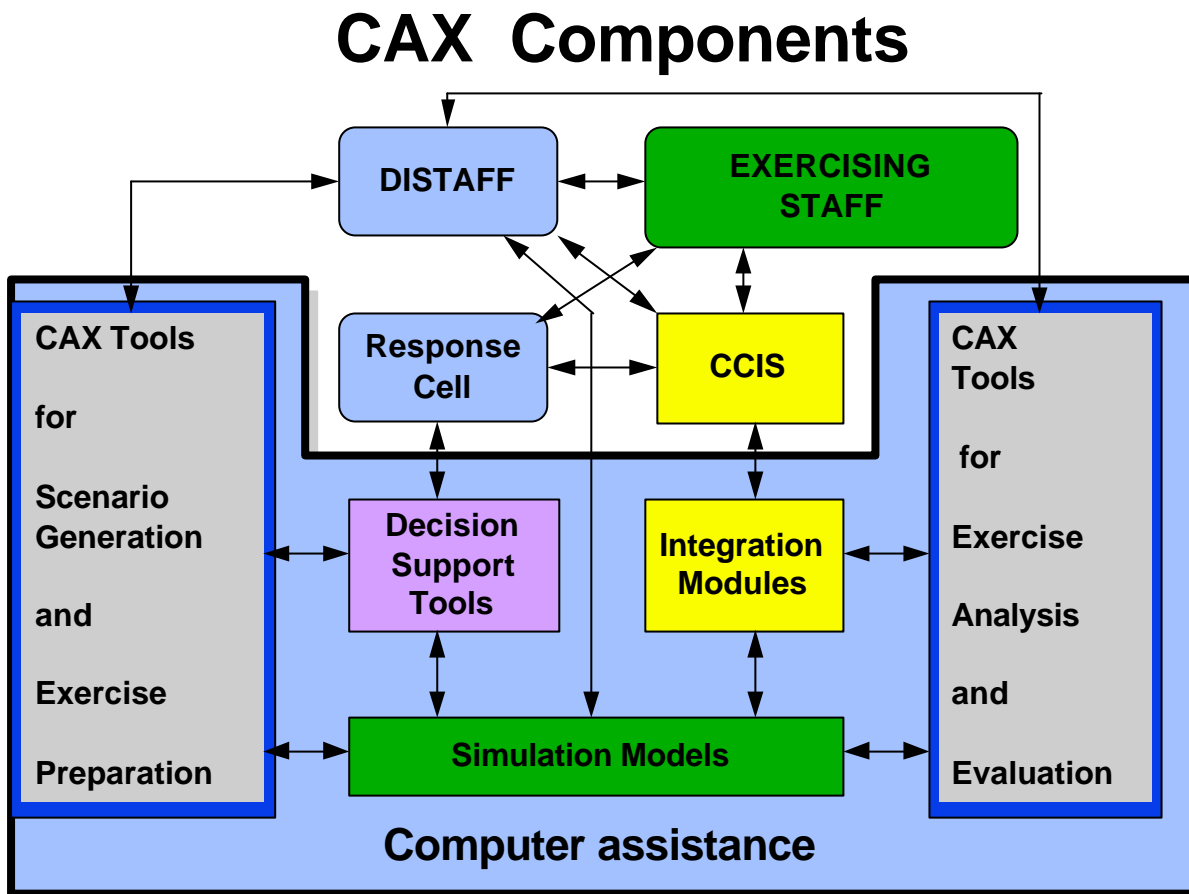 CAX Components
DISTAFF
EXERCISING
STAFF
Response
Cell
CCIS
CAX Tools
for
Scenario
Generation
and
Exercise
Preparation
Decision
Support
Tools
Integration
Modules
CAX
Tools
for
Exercise
Analysis
and
Evaluation
Simulation Models
Computer assistance